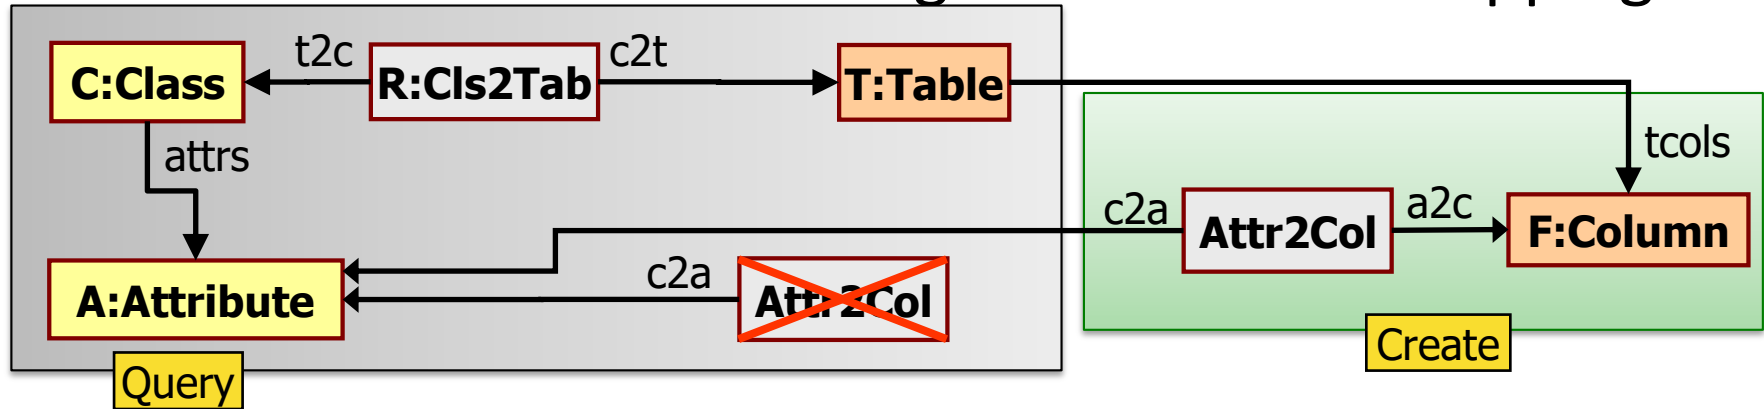 t2c
c2t
C:Class
R:Cls2Tab
T:Table
attrs
tcols
c2a
a2c
Attr2Col
F:Column
c2a
A:Attribute
Attr2Col
Create
Query